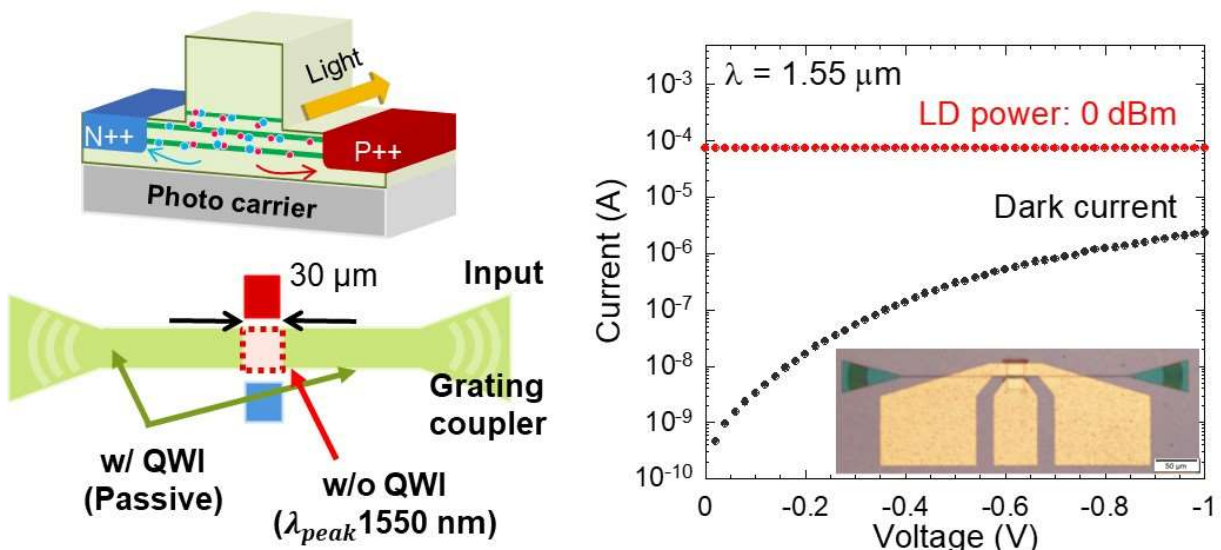 Light
N++
P++
Photo carrier
30 μm
Input
Grating
coupler
w/ QWI
(Passive)
w/o QWI
(λpeak 1550 nm)
λ = 1.55 μm
LD power: 0 dBm
Dark current
Current (A)
10-3
10-4
10-5
10-6
10-7
10-8
10-9
10-10
50 μm
0
-0.2
-0.4
-0.6
-0.8
-1
Voltage (V)